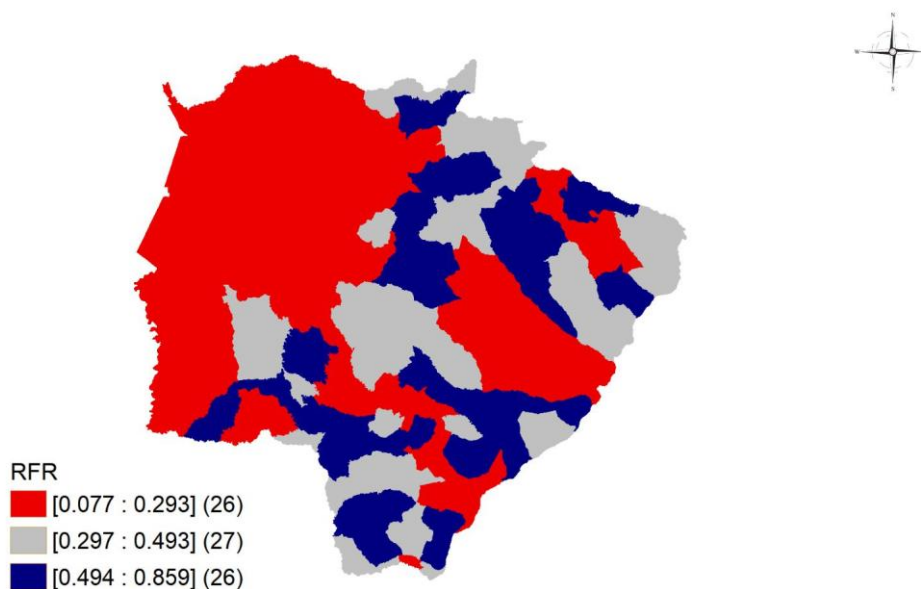 N
W
S
RFR
[0.077 : 0.293] (26)
[0.297 : 0.493] (27)
[0.494 : 0.859] (26)